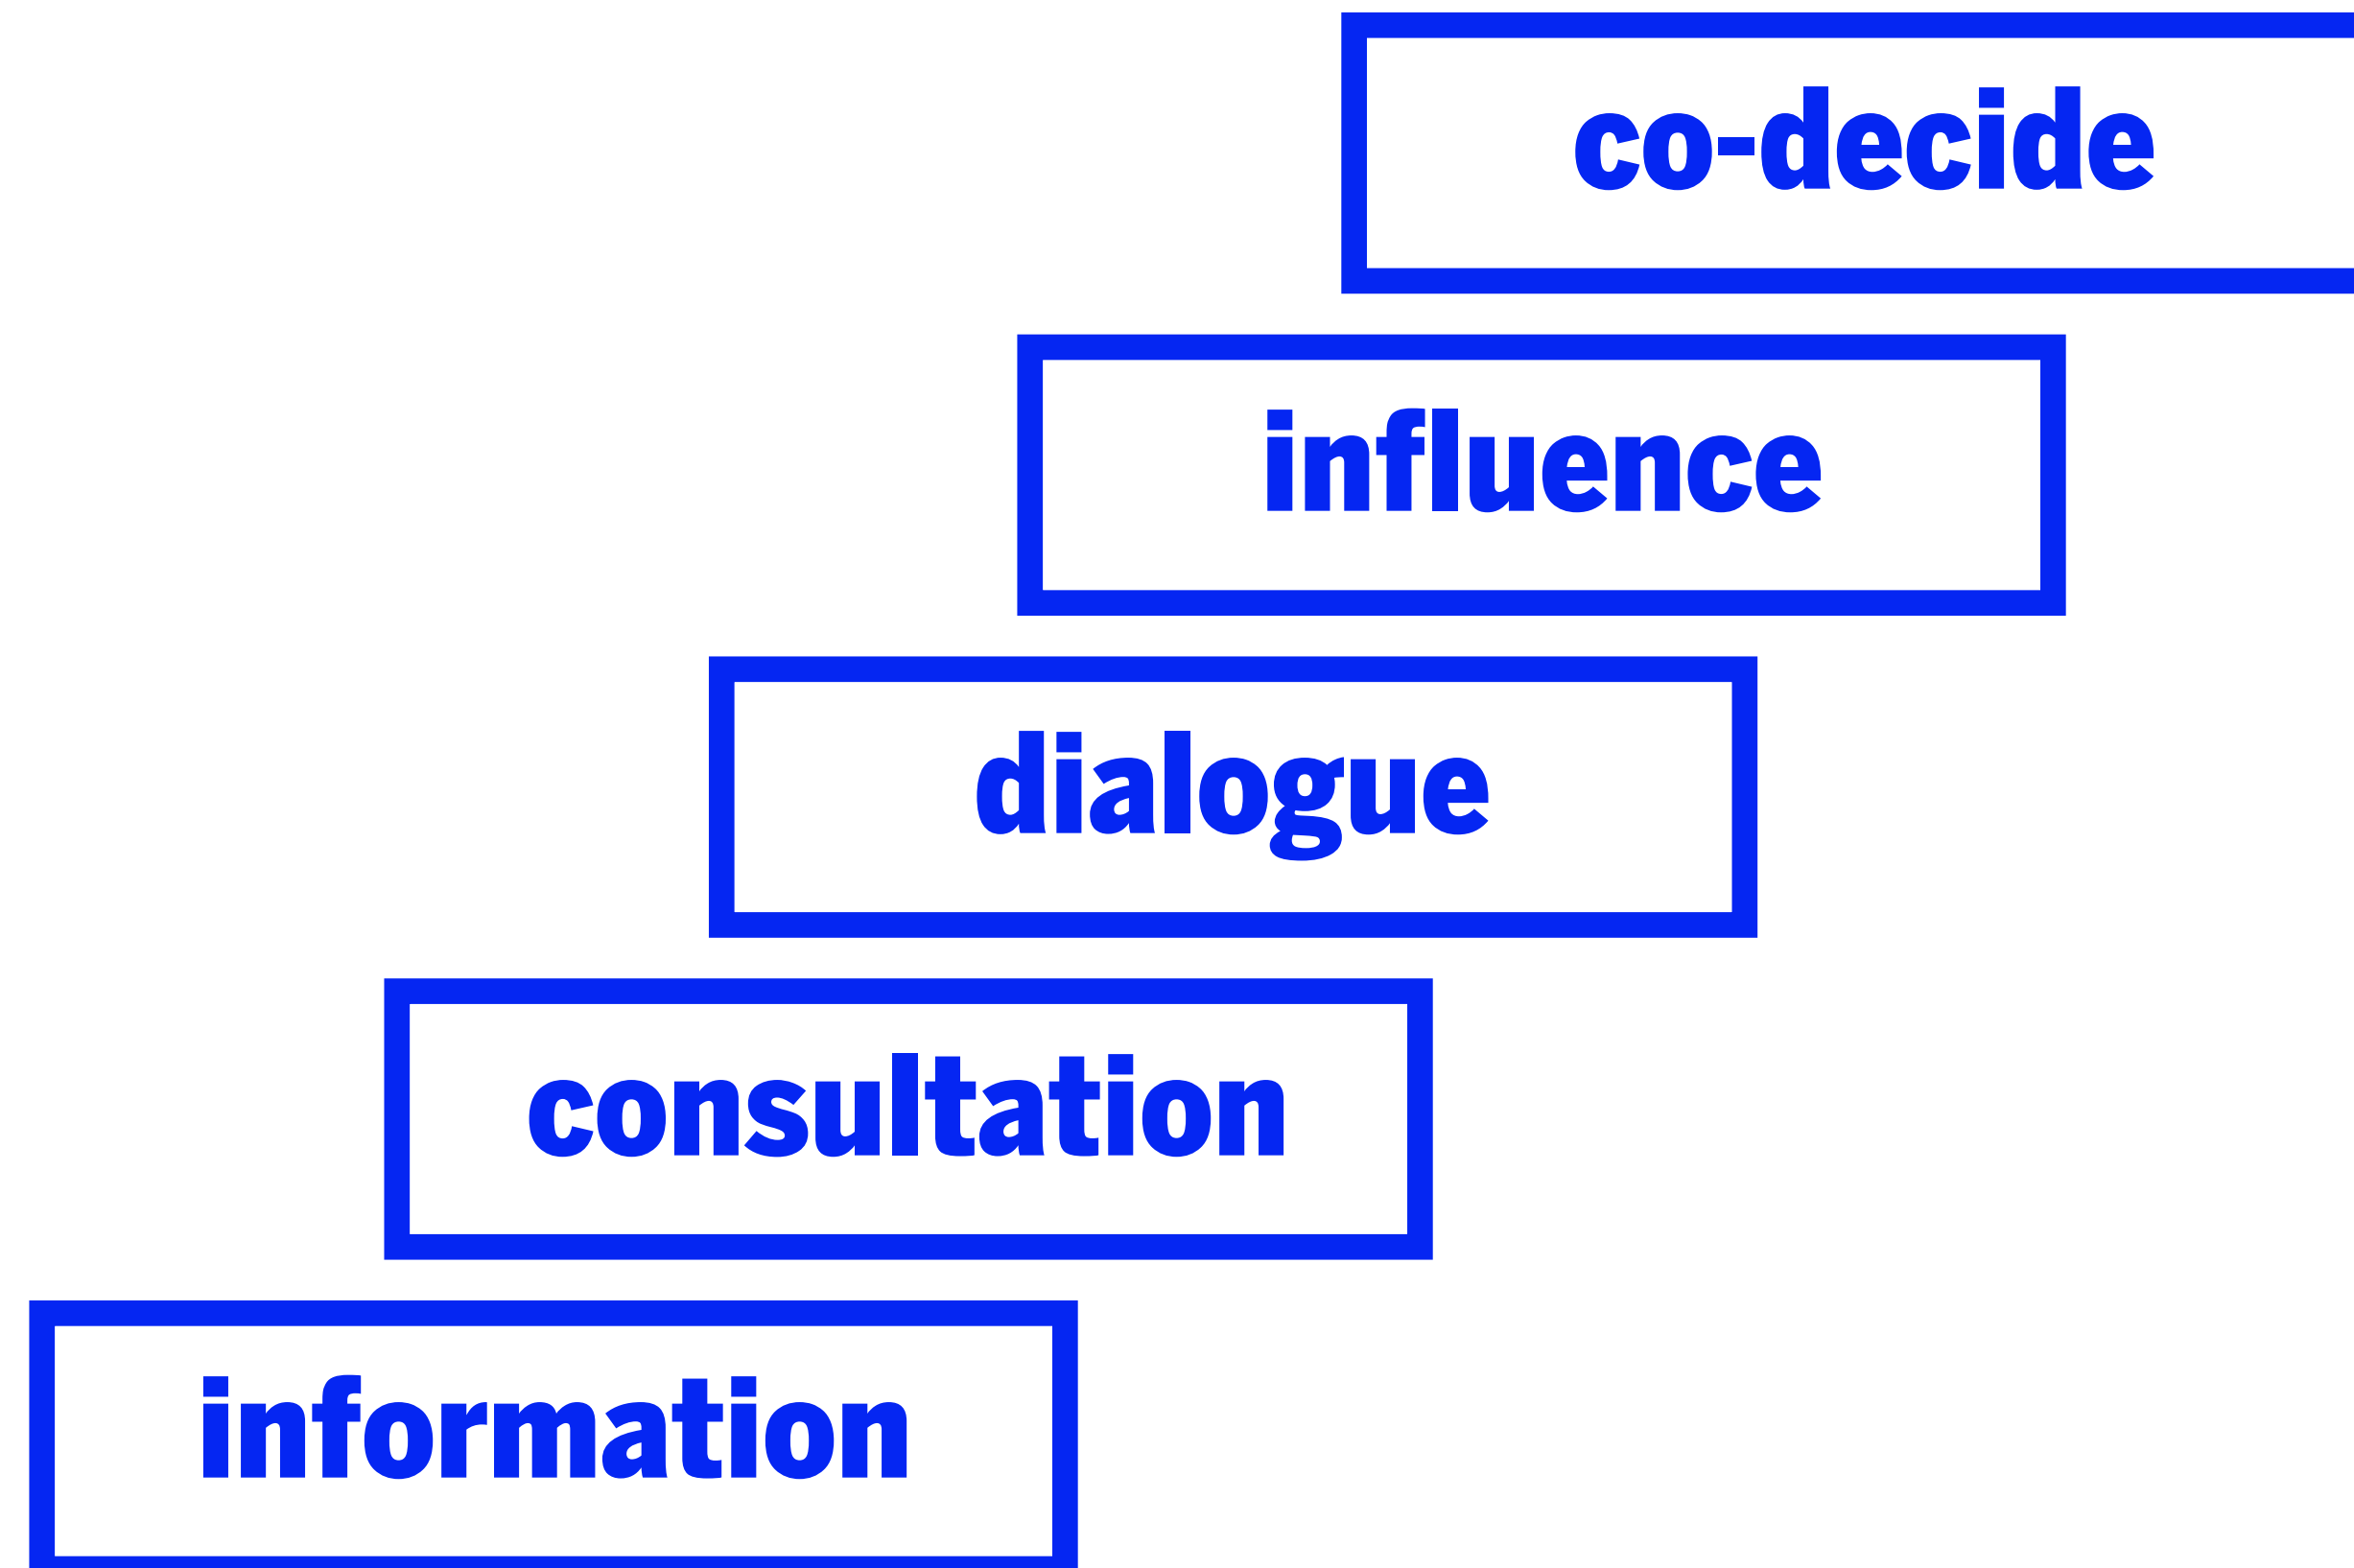 co-decide
influence
dialogue
consultation
information